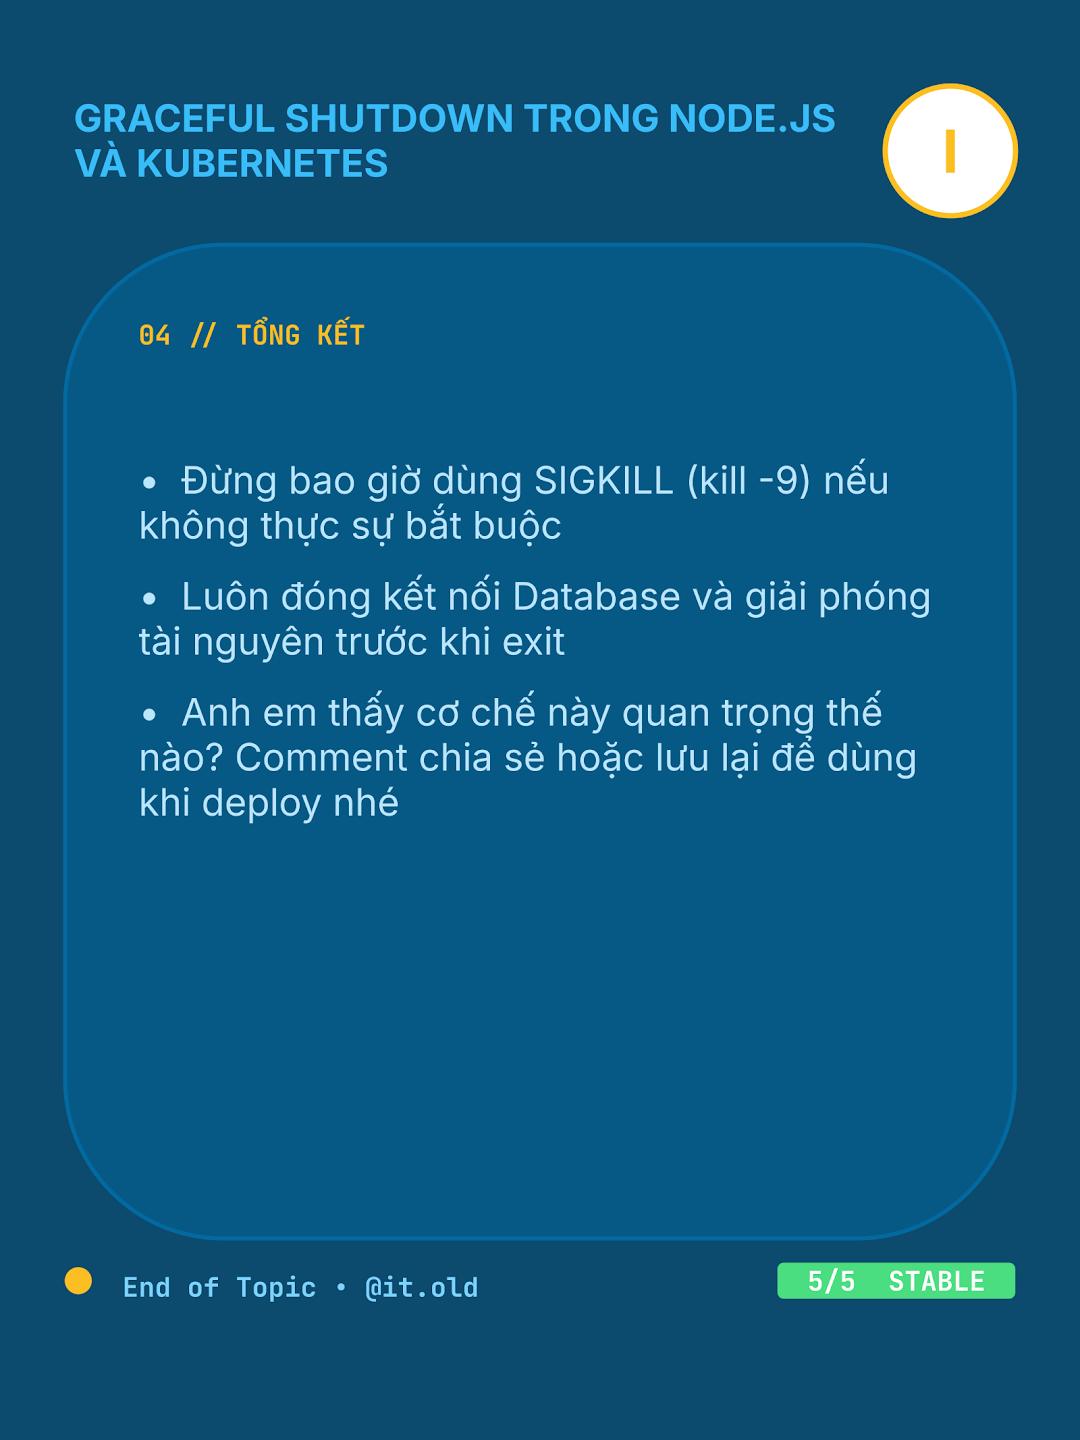 GRACEFUL SHUTDOWN TRONG NODE.JS
VÀ KUBERNETES
I
04 // TỔNG KẾT
• Đừng bao giờ dùng SIGKILL (kill -9) nếu
không thực sự bắt buộc
• Luôn đóng kết nối Database và giải phóng
tài nguyên trước khi exit
• Anh em thấy cơ chế này quan trọng thế
nào? Comment chia sẻ hoặc lưu lại để dùng
khi deploy nhé
End of Topic • @it.old
5/5 STABLE